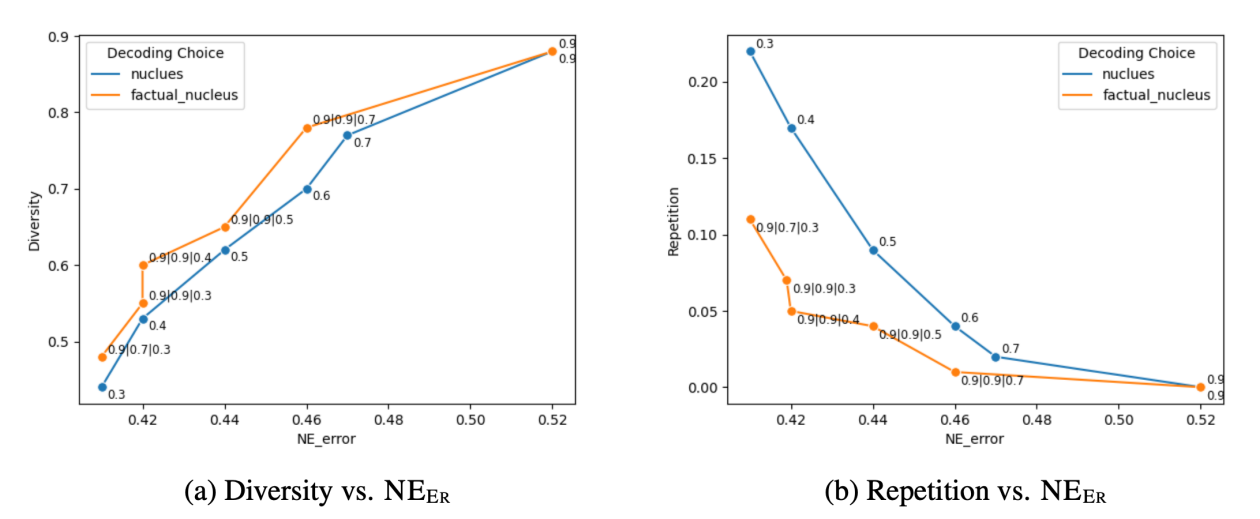 Decoding Choice
nuclues
factual_nucleus
0.9
0.9
0.9|0.9|0.7
0.7
0.6
0.9|0.9|0.5
0.5
0.9|0.9|0.4
0.9|0.9|0.3
0.4
0.9|0.7|0.3
0.3
0.9
0.8
0.7
0.6
0.5
Diversity
0.42 0.44 0.46 0.48 0.50 0.52
NE_error
(a) Diversity vs. NEER
Decoding Choice
nuclues
factual_nucleus
0.3
0.4
0.9|0.7|0.3
0.5
0.9|0.9|0.3
0.9|0.9|0.4
0.6
0.9|0.9|0.5
0.7
0.9|0.9|0.7
0.9
0.9
0.20
0.15
0.10
0.05
0.00
Repetition
0.42 0.44 0.46 0.48 0.50 0.52
NE_error
(b) Repetition vs. NEER